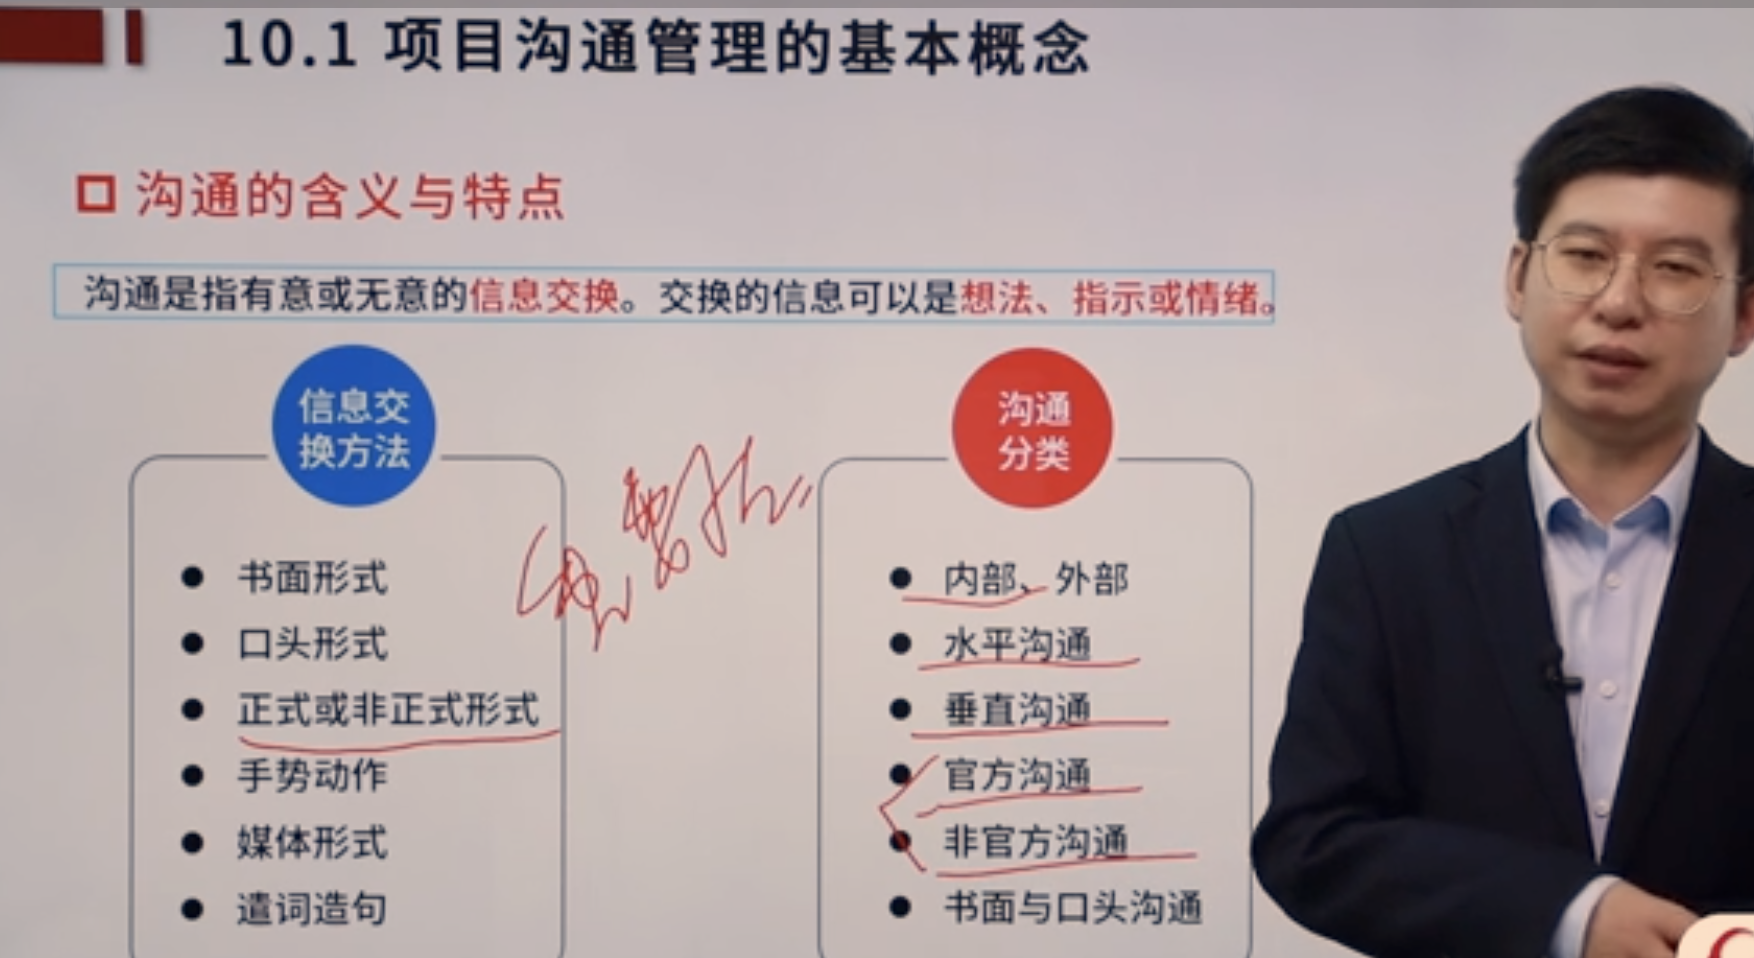 10.1 项目沟通管理的基本概念
沟通的含义与特点
沟通是指有意或无意的信息交换。交换的信息可以是想法、指示或情绪。
信息交
换方法
书面形式
口头形式
正式或非正式形式
手势动作
媒体形式
遣词造句
沟通
分类
内部、外部
水平沟通
垂直沟通
官方沟通
非官方沟通
书面与口头沟通